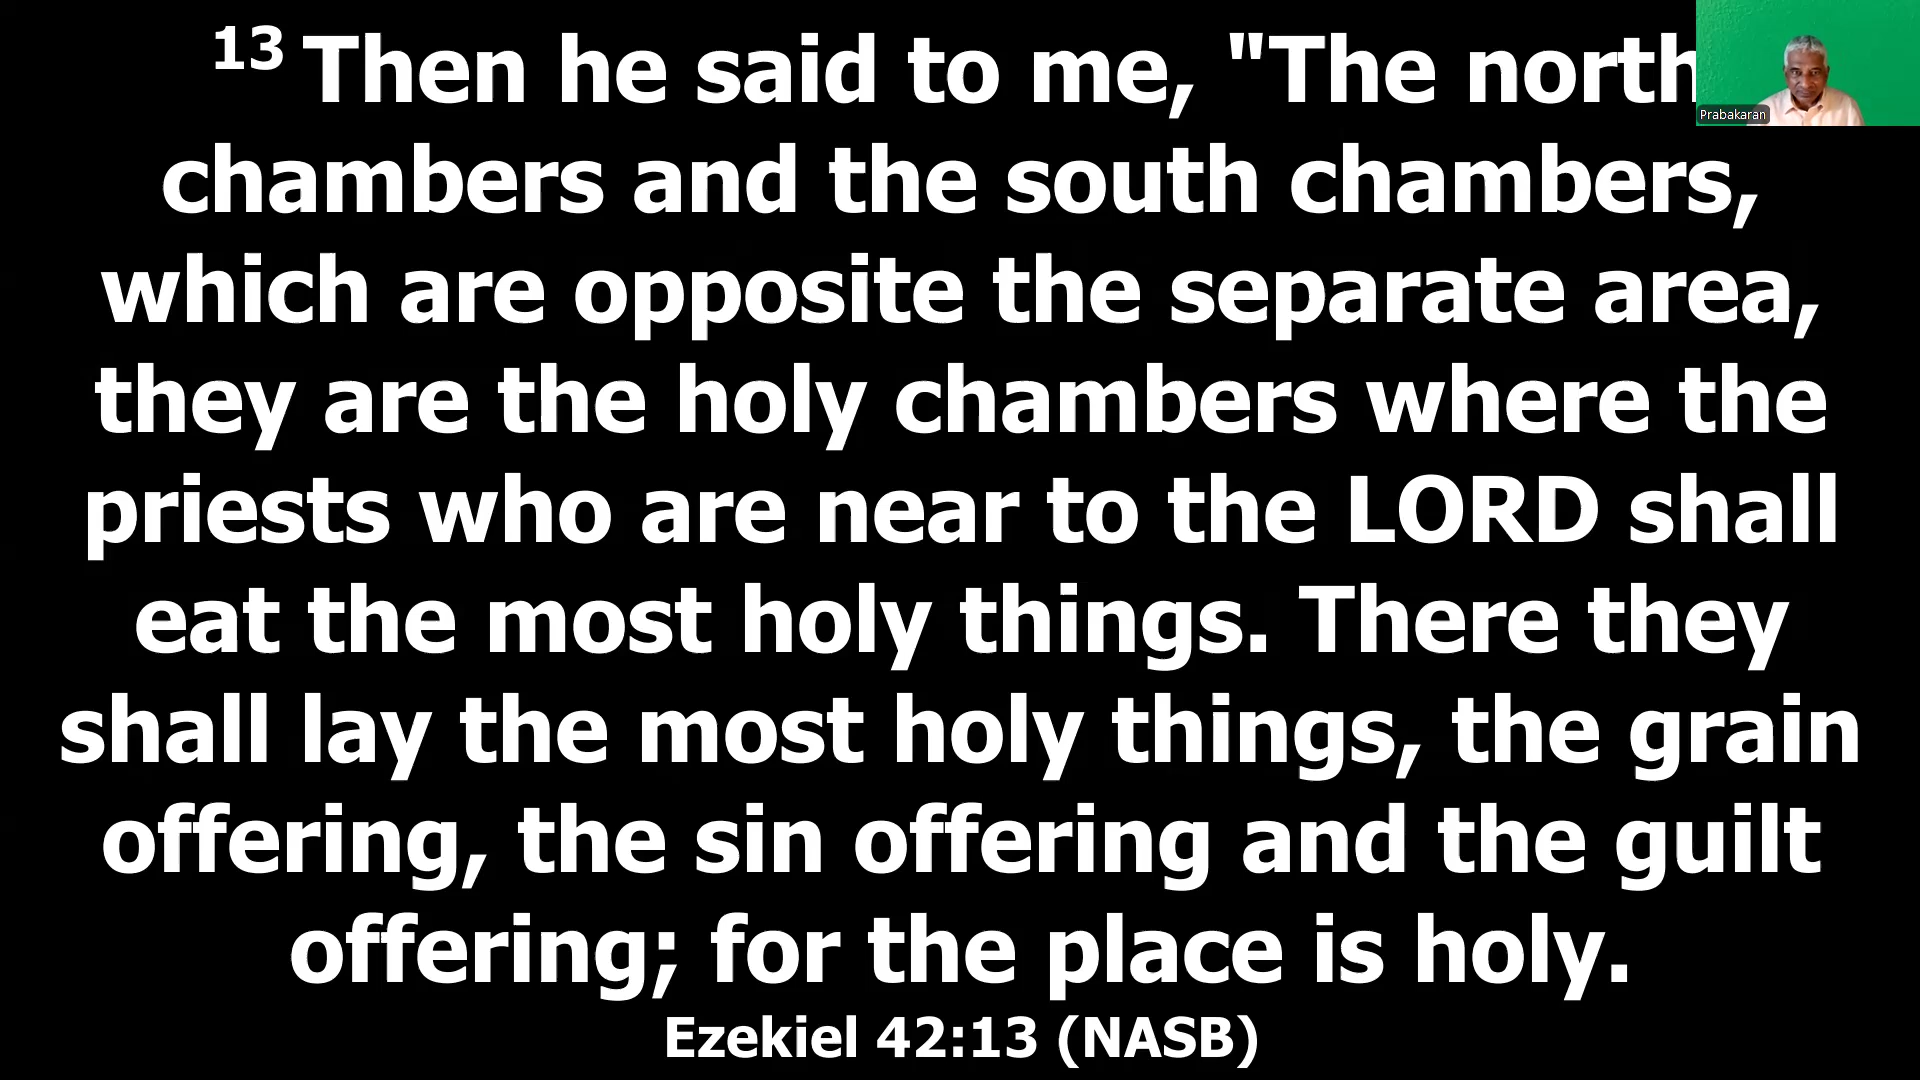 13 Then he said to me, "The north
Prabakaran
chambers and the south chambers,
which are opposite the separate area,
they are the holy chambers where the
priests who are near to the LORD shall
eat the most holy things. There they
shall lay the most holy things, the grain
offering, the sin offering and the guilt
offering; for the place is holy.
Ezekiel 42:13 (NASB)